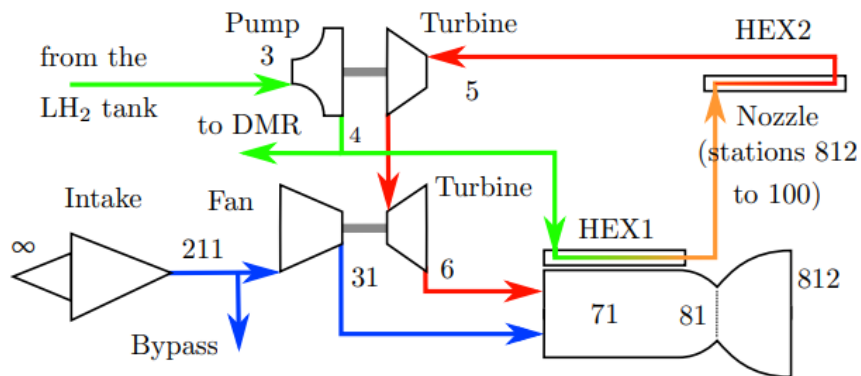 Pump
Turbine
HEX2
from the
3
LH₂ tank
5
to DMR
4
Nozzle
(stations 812
to 100)
Intake
Fan
Turbine
HEX1
∞
211
31
6
71
81
812
Bypass